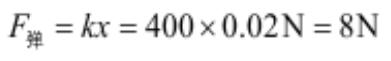 F弹 = kx = 400 × 0.02N = 8N